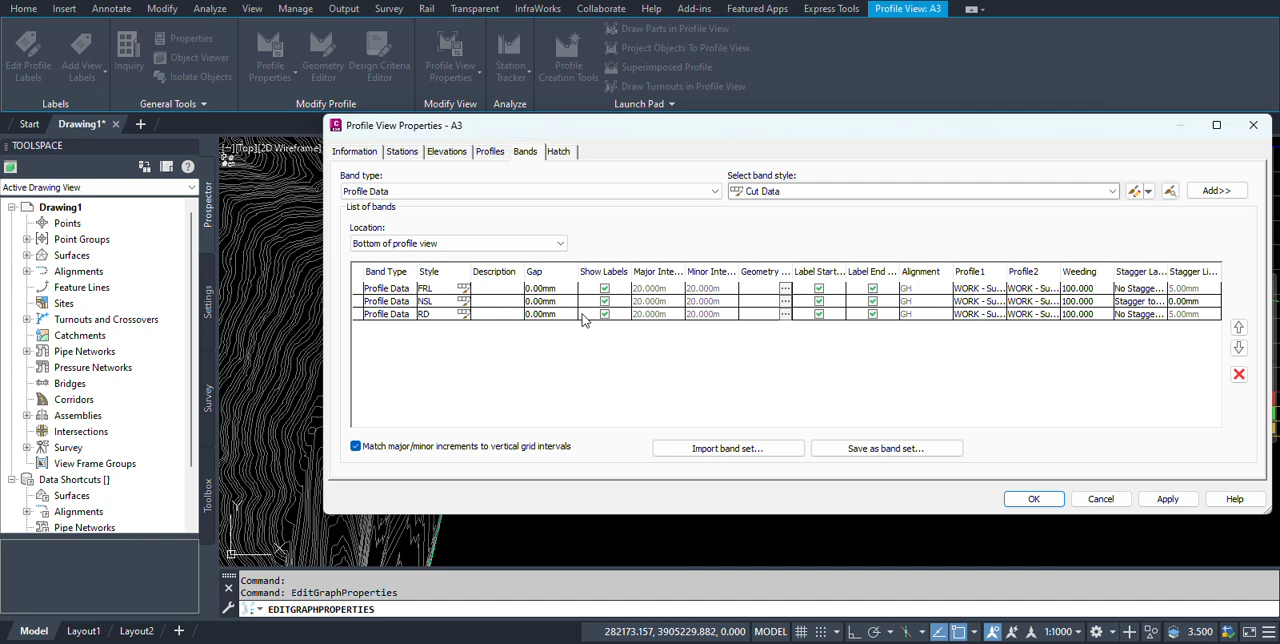 Home Insert Annotate Modify Analyze View Manage Output Survey Rail Transparent InfraWorks Collaborate Help Add-ins Featured Apps Express Tools Profile View: A3
Edit Profile Labels
Add View Labels
Inquiry
Properties
Object Viewer
Isolate Objects
Profile Properties
Geometry Editor
Design Criteria Editor
Profile View Properties
Station Tracker
Profile Creation Tools
Draw Parts in Profile View
Project Objects To Profile View
Superimposed Profile
Draw Turnouts in Profile View
Labels General Tools Modify Profile Modify View Analyze Launch Pad
Start Drawing1*
TOOLSPACE
Active Drawing View
Drawing1
Points
Point Groups
Surfaces
Alignments
Feature Lines
Sites
Turnouts and Crossovers
Catchments
Pipe Networks
Pressure Networks
Bridges
Corridors
Assemblies
Intersections
Survey
View Frame Groups
Data Shortcuts []
Surfaces
Alignments
Pipe Networks
Prospector
Settings
Survey
Toolbox
[−][Top][2D Wireframe]
Profile View Properties - A3
Information Stations Elevations Profiles Bands Hatch
Band type: Select band style:
Profile Data Cut Data Add>>
List of bands
Location:
Bottom of profile view
Band Type Style Description Gap Show Labels Major Inte... Minor Inte... Geometry ... Label Start... Label End ... Alignment Profile1 Profile2 Weeding Stagger La... Stagger Li...
Profile Data FRL 0.00mm 20.000m 20.000m ... GH WORK - Su... WORK - Su... 100.000 No Stagge... 5.00mm
Profile Data NSL 0.00mm 20.000m 20.000m ... GH WORK - Su... WORK - Su... 100.000 Stagger to... 0.00mm
Profile Data RD 0.00mm 20.000m 20.000m ... GH WORK - Su... WORK - Su... 100.000 No Stagge... 5.00mm
Match major/minor increments to vertical grid intervals Import band set... Save as band set...
OK Cancel Apply Help
Y
X
Command:
Command: EditGraphProperties
EDITGRAPHPROPERTIES
Model Layout1 Layout2 282173.157, 3905229.882, 0.000 MODEL 1:1000 3.500